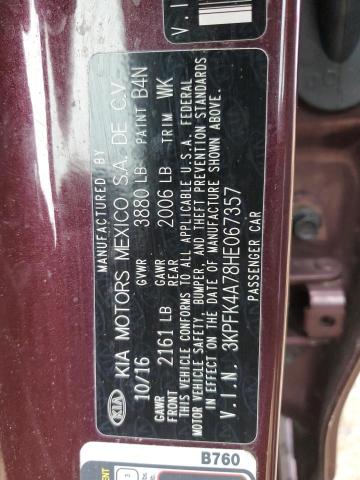 MANUFACTURED BY
KIA KIA MOTORS MEXICO S.A. DE C.V.
10/16 GVWR 3880 LB PAINT B4N
GAWR FRONT 2161 LB GAWR REAR 2006 LB TRIM WK
THIS VEHICLE CONFORMS TO ALL APPLICABLE U.S.A. FEDERAL
MOTOR VEHICLE SAFETY, BUMPER, AND THEFT PREVENTION STANDARDS
IN EFFECT ON THE DATE OF MANUFACTURE SHOWN ABOVE.
V.I.N. 3KPFK4A78HE067357
PASSENGER CAR
V.I
B760